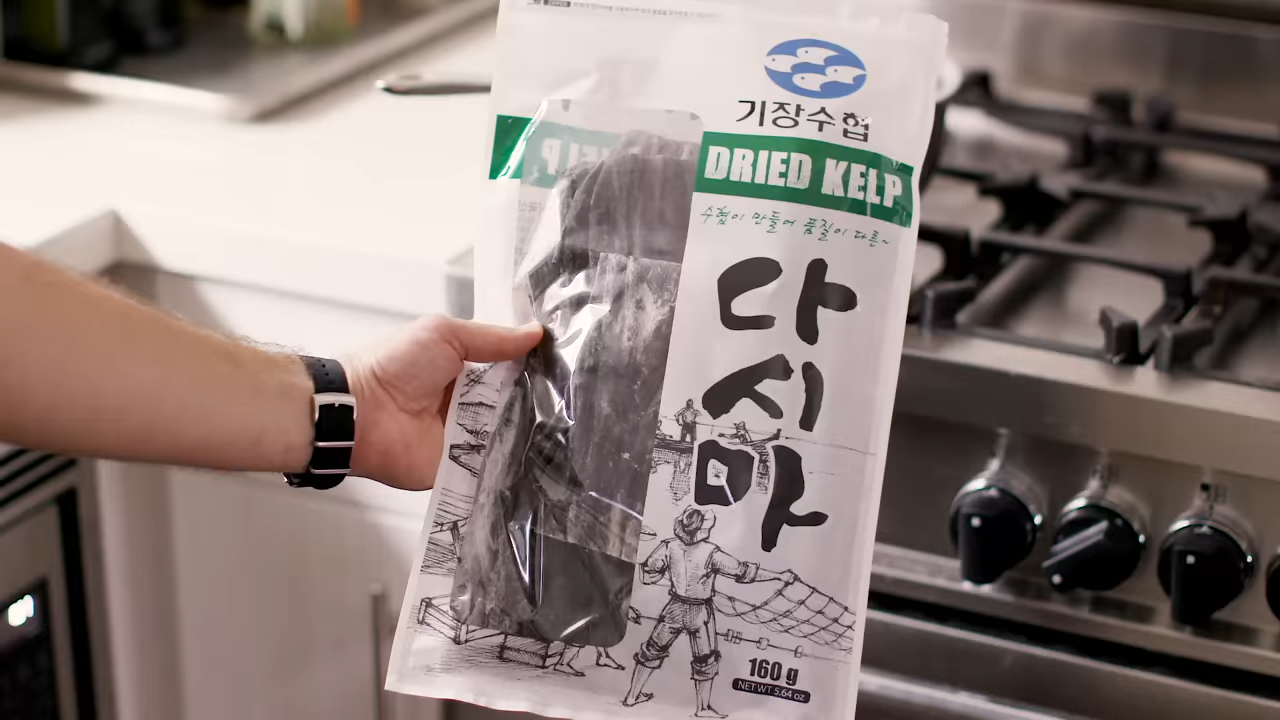 기장수협
DRIED KELP
수협이 만들어 품질이 다른~
다시마
160 g
NET WT 5.64 oz